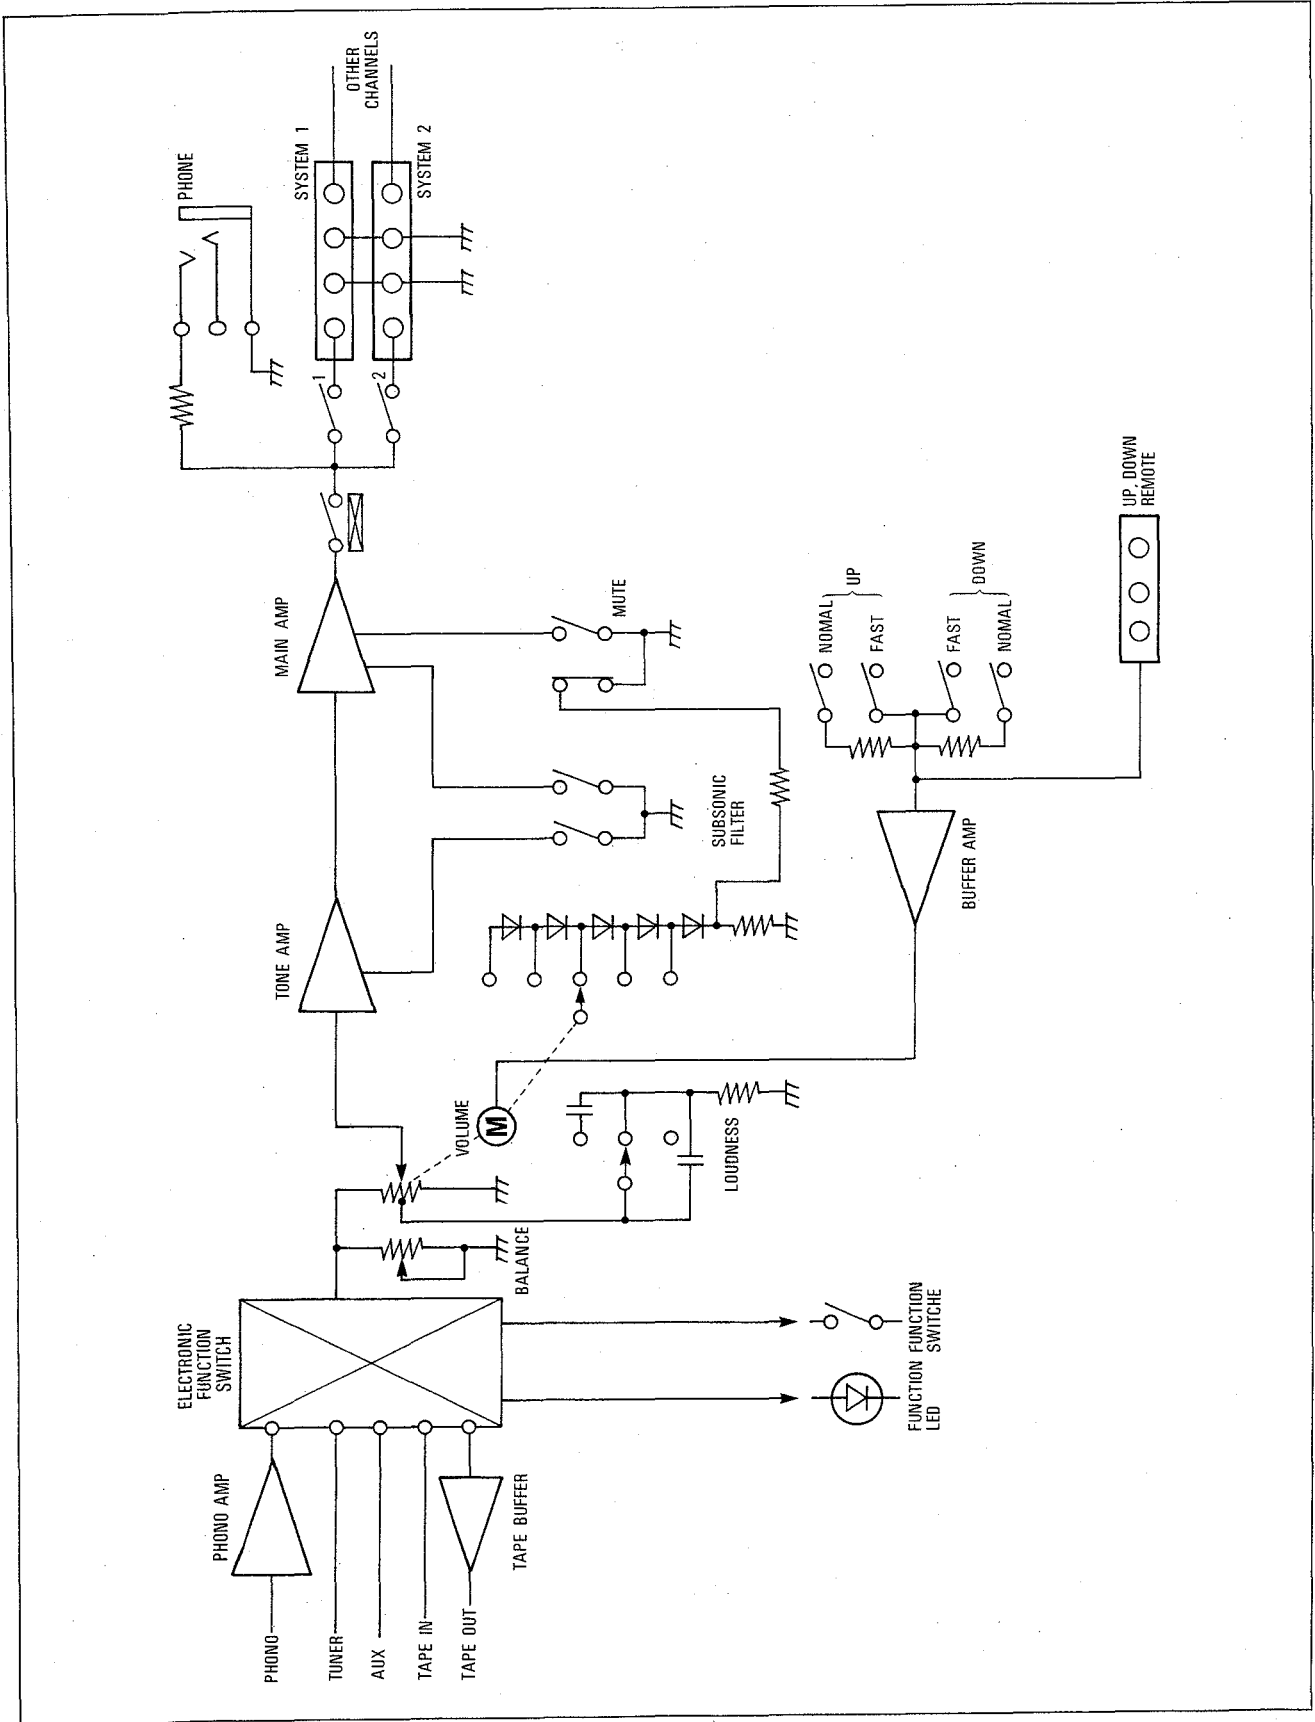 PHONO
TUNER
AUX
TAPE IN
TAPE OUT
PHONO AMP
TAPE BUFFER
ELECTRONIC
FUNCTION
SWITCH
BALANCE
FUNCTION
LED
FUNCTION
SWITCHE
VOLUME
M
LOUDNESS
TONE AMP
SUBSONIC
FILTER
BUFFER AMP
MAIN AMP
MUTE
NOMAL
FAST
UP
FAST
NOMAL
DOWN
UP, DOWN
REMOTE
1
2
PHONE
SYSTEM 1
SYSTEM 2
OTHER
CHANNELS